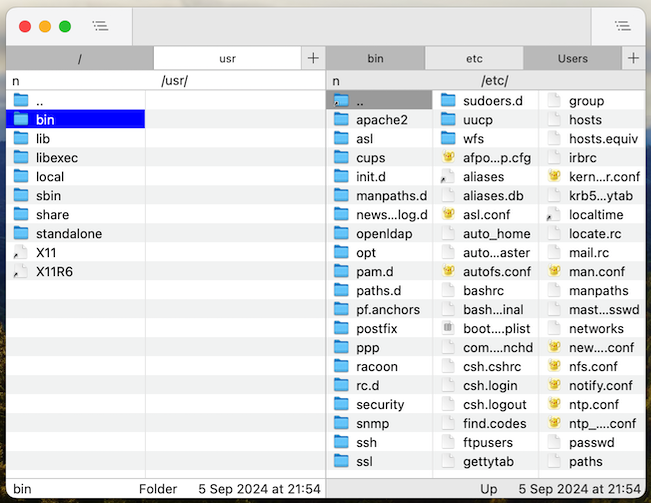 / usr + bin etc Users +
n /usr/ n /etc/
..
bin
lib
libexec
local
sbin
share
standalone
X11
X11R6
..
apache2
asl
cups
init.d
manpaths.d
news...log.d
openldap
opt
pam.d
paths.d
pf.anchors
postfix
ppp
racoon
rc.d
security
snmp
ssh
ssl
sudoers.d
uucp
wfs
afpo...p.cfg
aliases
aliases.db
asl.conf
auto_home
auto...aster
autofs.conf
bashrc
bash...inal
boot....plist
com....nchd
csh.cshrc
csh.login
csh.logout
find.codes
ftpusers
gettytab
group
hosts
hosts.equiv
irbrc
kern...r.conf
krb5...ytab
localtime
locate.rc
mail.rc
man.conf
manpaths
mast...sswd
networks
new....conf
nfs.conf
notify.conf
ntp.conf
ntp_....conf
passwd
paths
bin Folder 5 Sep 2024 at 21:54 Up 5 Sep 2024 at 21:54